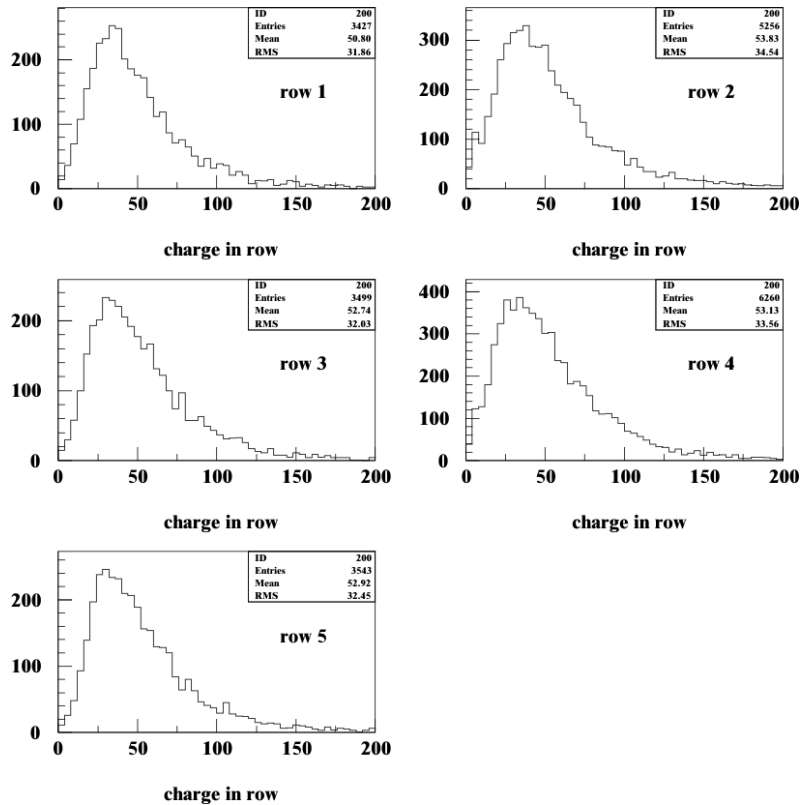 ID 200
Entries 3427
Mean 50.80
RMS 31.86
row 1
200
100
0
0 50 100 150 200
charge in row
ID 200
Entries 5256
Mean 53.83
RMS 34.54
row 2
300
200
100
0
0 50 100 150 200
charge in row
ID 200
Entries 3499
Mean 52.74
RMS 32.03
row 3
200
100
0
0 50 100 150 200
charge in row
ID 200
Entries 6260
Mean 53.13
RMS 33.56
row 4
400
300
200
100
0
0 50 100 150 200
charge in row
ID 200
Entries 3543
Mean 52.92
RMS 32.45
row 5
200
100
0
0 50 100 150 200
charge in row